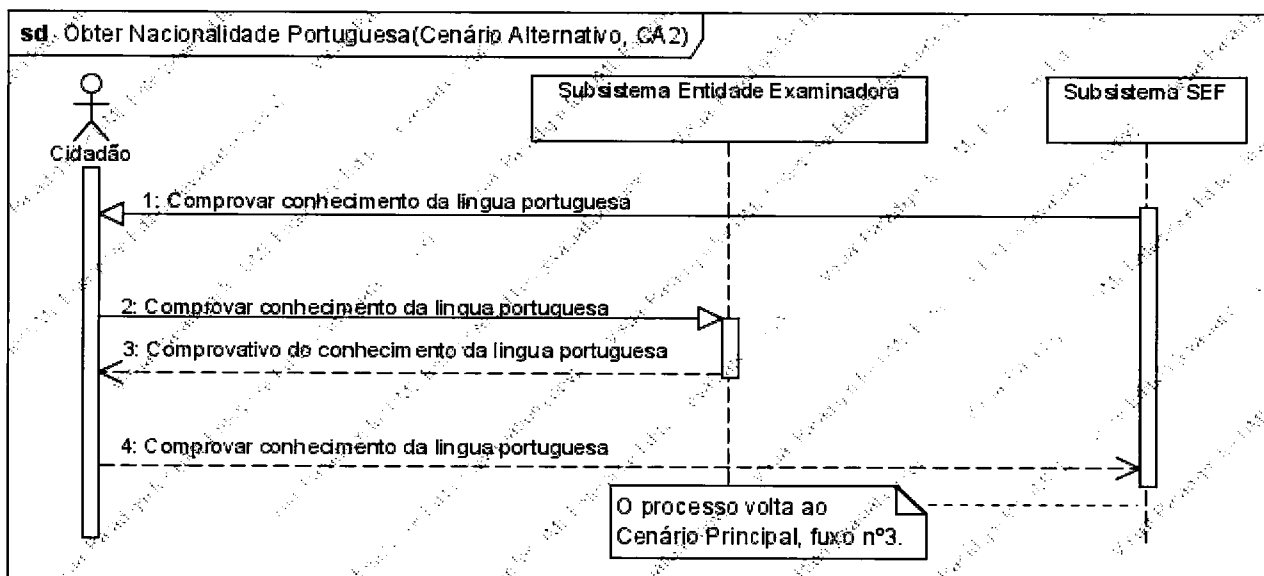 sd Obter Nacionalidade Portuguesa(Cenário Alternativo, CA2)
Cidadão
Subsistema Entidade Examinadora
Subsistema SEF
1: Comprovar conhecimento da lingua portuguesa
2: Comprovar conhecimento da lingua portuguesa
3: Comprovativo do conhecimento da lingua portuguesa
4: Comprovar conhecimento da lingua portuguesa
O processo volta ao
Cenário Principal, fuxo nº3.